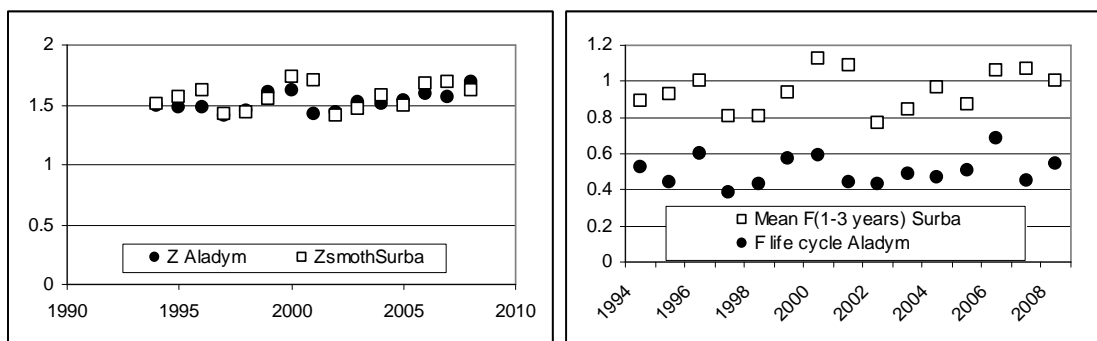 2
1.5
1
0.5
0
Z Aladym
ZsmothSurba
1990 1995 2000 2005 2010
1.2
1
0.8
0.6
0.4
0.2
0
Mean F(1-3 years) Surba
F life cycle Aladym
1994 1996 1998 2000 2002 2004 2006 2008